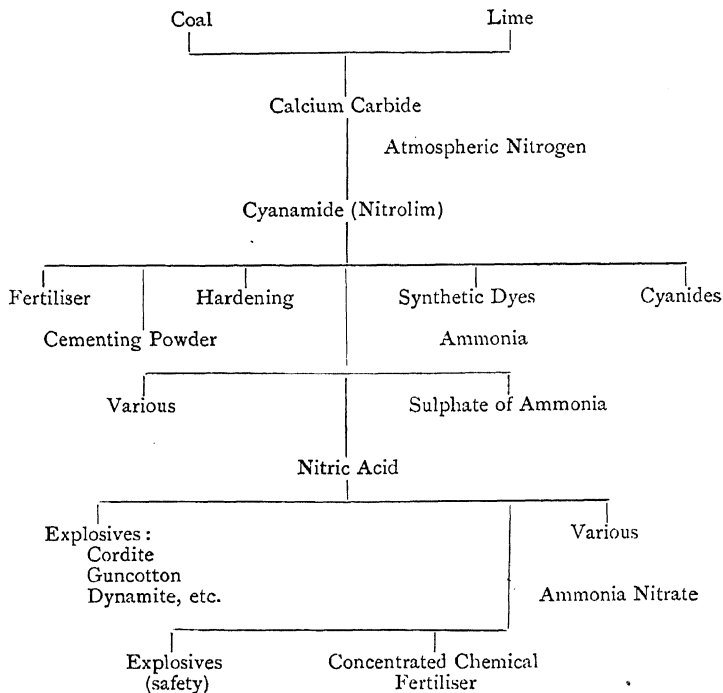 Coal Lime
Calcium Carbide
Atmospheric Nitrogen
Cyanamide (Nitrolim)
Fertiliser Hardening Synthetic Dyes Cyanides
Cementing Powder Ammonia
Various Sulphate of Ammonia
Nitric Acid
Explosives: Various
Cordite
Guncotton
Dynamite, etc. Ammonia Nitrate
Explosives Concentrated Chemical
(safety) Fertiliser